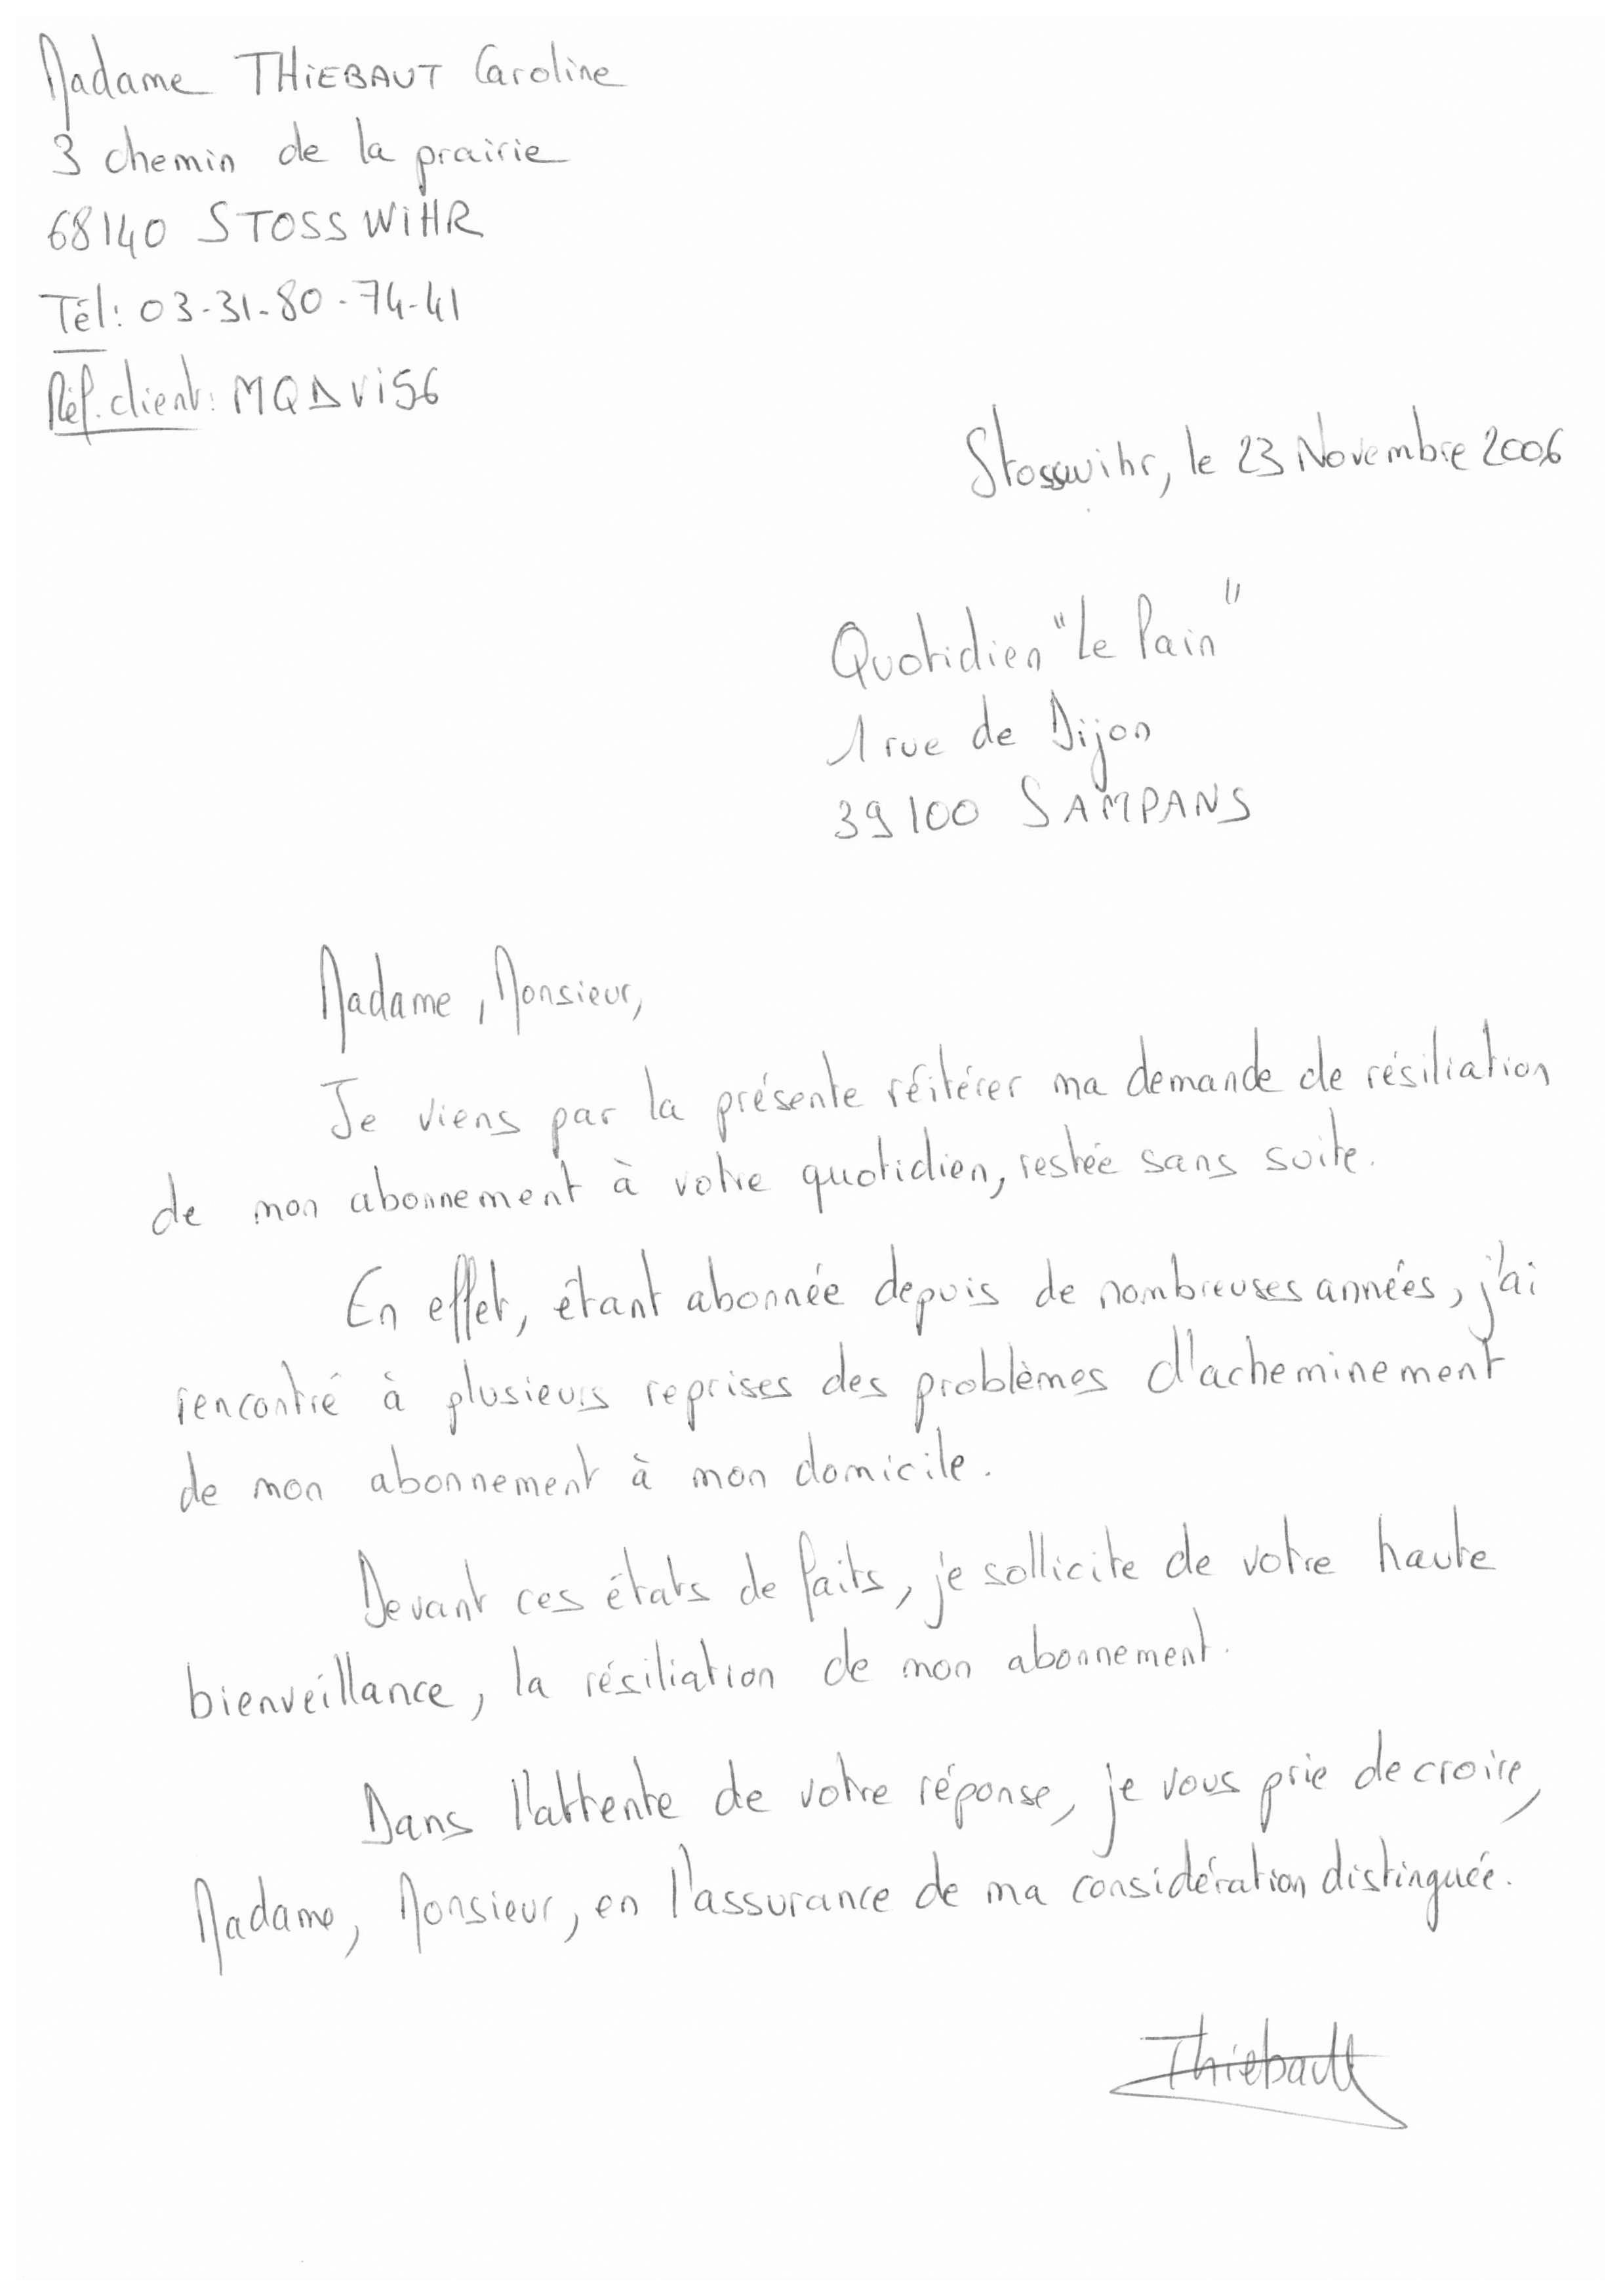 Madame THiEBAUT Caroline
3 chemin de la prairie
68140 STOSSWiHR
Tél: 03-31-80-74-41
Réf. client: MQDVi56
Stosswihr, le 23 Novembre 2006
Quotidien "Le Pain"
1 rue de Dijon
39100 SAMPANS
Madame, Monsieur,
Je viens par la présente réitérer ma demande de résiliation
de mon abonnement à votre quotidien, restée sans suite.
En effet, étant abonnée depuis de nombreuses années, j'ai
rencontré à plusieurs reprises des problèmes d'acheminement
de mon abonnement à mon domicile.
Devant ces états de faits, je sollicite de votre haute
bienveillance, la résiliation de mon abonnement.
Dans l'attente de votre réponse, je vous prie de croire,
Madame, Monsieur, en l'assurance de ma considération distinguée.
Thiebaut